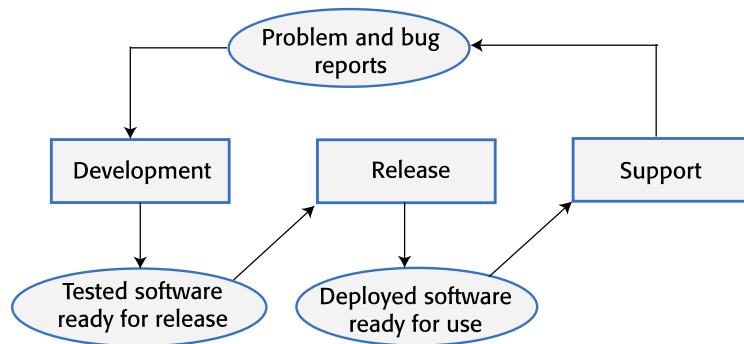 Problem and bug
reports
Development
Release
Support
Tested software
ready for release
Deployed software
ready for use